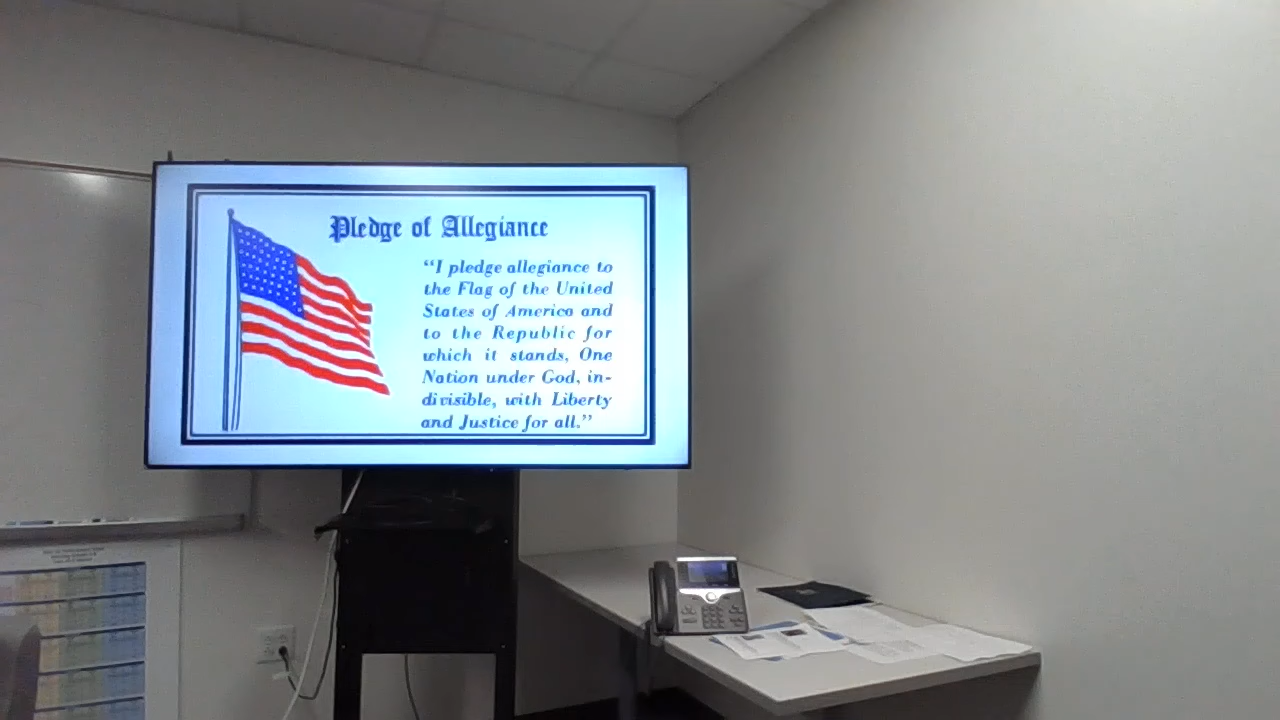 Pledge of Allegiance
“I pledge allegiance to
the Flag of the United
States of America and
to the Republic for
which it stands, One
Nation under God, in-
divisible, with Liberty
and Justice for all.”